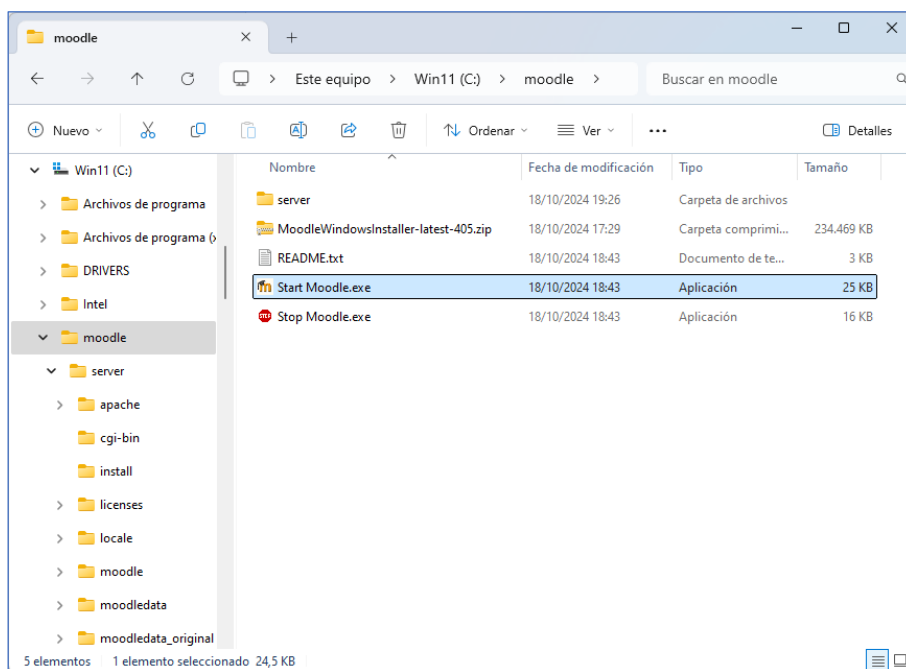 moodle
Este equipo > Win11 (C:) > moodle >
Buscar en moodle
Nuevo
Ordenar
Ver
Detalles
Win11 (C:)
Archivos de programa
Archivos de programa (x
DRIVERS
Intel
moodle
server
apache
cgi-bin
install
licenses
locale
moodle
moodledata
moodledata_original
Nombre Fecha de modificación Tipo Tamaño
server 18/10/2024 19:26 Carpeta de archivos
MoodleWindowsInstaller-latest-405.zip 18/10/2024 17:29 Carpeta comprimi... 234.469 KB
README.txt 18/10/2024 18:43 Documento de te... 3 KB
Start Moodle.exe 18/10/2024 18:43 Aplicación 25 KB
STOP Stop Moodle.exe 18/10/2024 18:43 Aplicación 16 KB
5 elementos 1 elemento seleccionado 24,5 KB